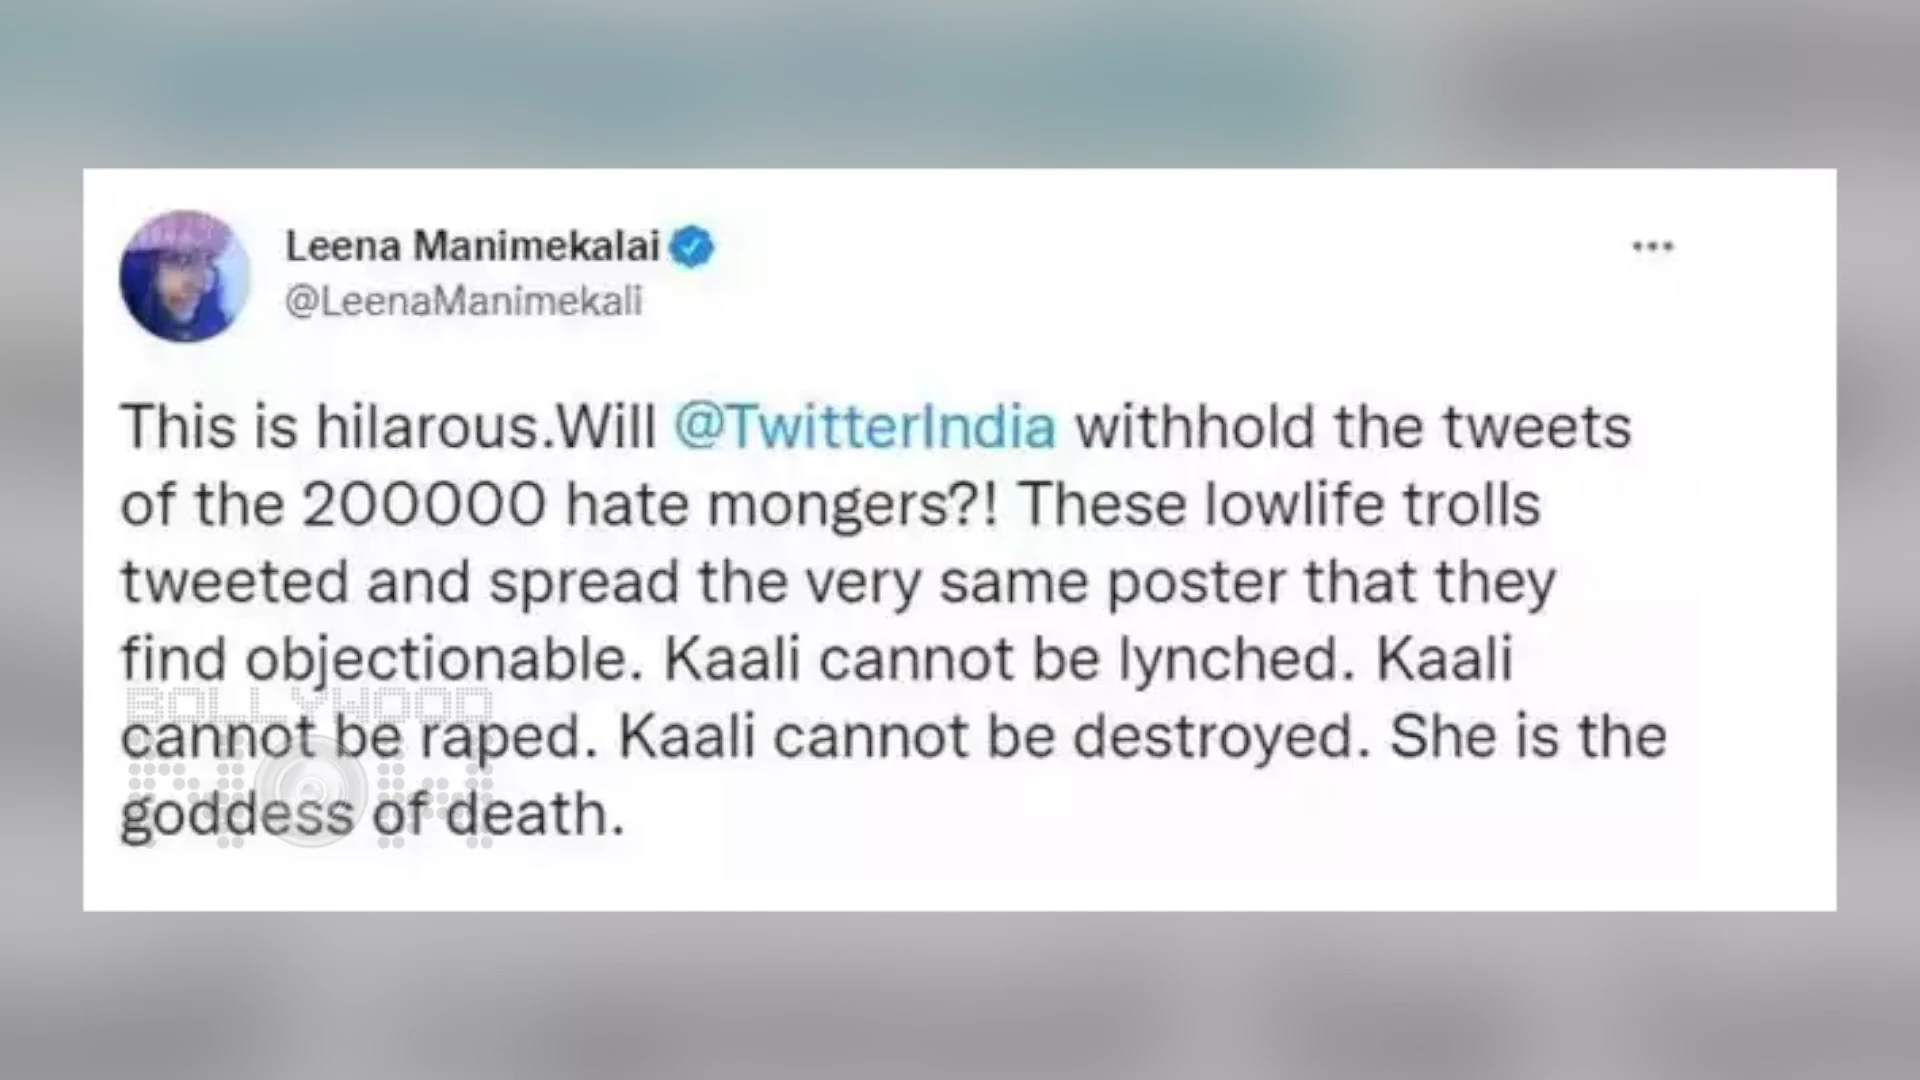 Leena Manimekalai
@LeenaManimekali
This is hilarous.Will @TwitterIndia withhold the tweets
of the 200000 hate mongers?! These lowlife trolls
tweeted and spread the very same poster that they
find objectionable. Kaali cannot be lynched. Kaali
BOLLYWOOD
cannot be raped. Kaali cannot be destroyed. She is the
NOW
goddess of death.